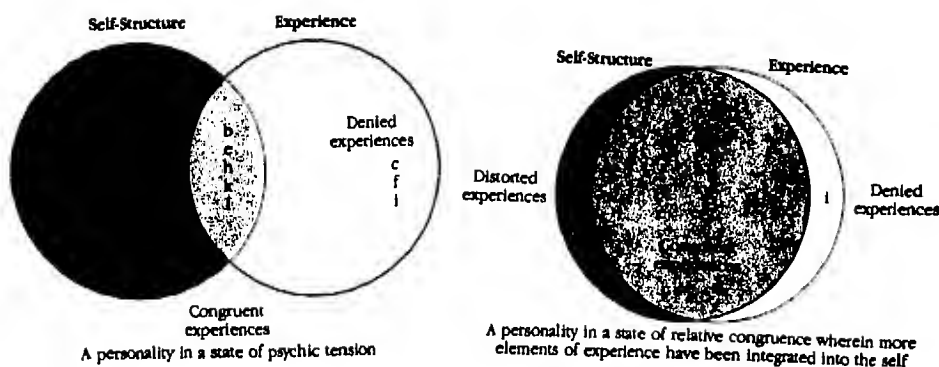 Self-Structure
Experience
b
e
h
k
l
Denied
experiences
c
f
i
Congruent
experiences
A personality in a state of psychic tension
Self-Structure
Experience
Distorted
experiences
i
Denied
experiences
A personality in a state of relative congruence wherein more
elements of experience have been integrated into the self